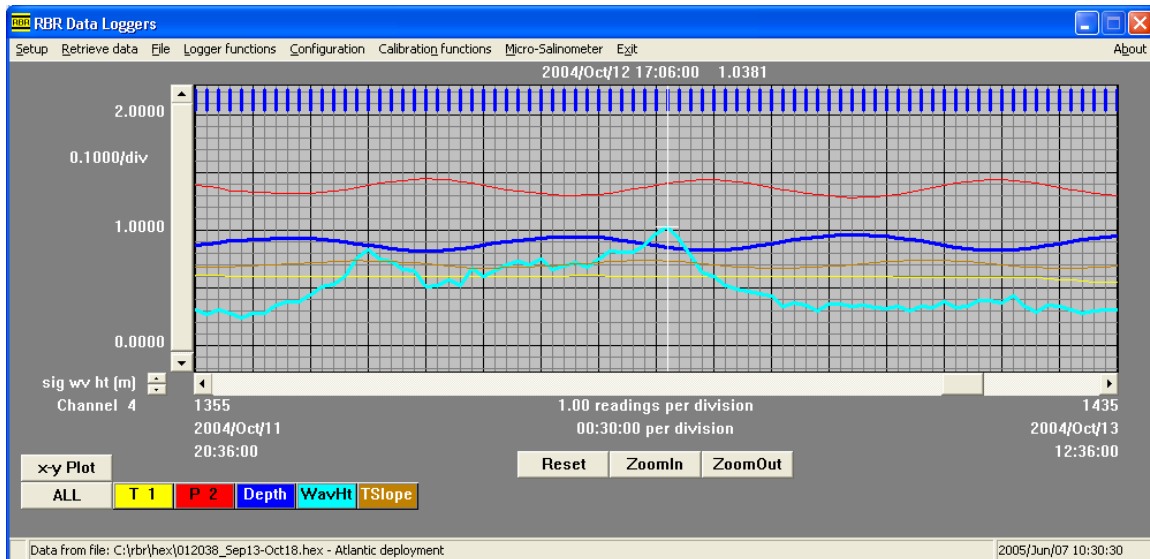 RBR RBR Data Loggers
Setup Retrieve data File Logger functions Configuration Calibration functions Micro-Salinometer Exit About
2004/Oct/12 17:06:00 1.0381
2.0000
0.1000/div
1.0000
0.0000
sig wv ht (m)
Channel 4
1355 1.00 readings per division 1435
2004/Oct/11 00:30:00 per division 2004/Oct/13
20:36:00 12:36:00
x-y Plot Reset ZoomIn ZoomOut
ALL T 1 P 2 Depth WavHt TSlope
Data from file: C:\rbr\hex\012038_Sep13-Oct18.hex - Atlantic deployment 2005/Jun/07 10:30:30